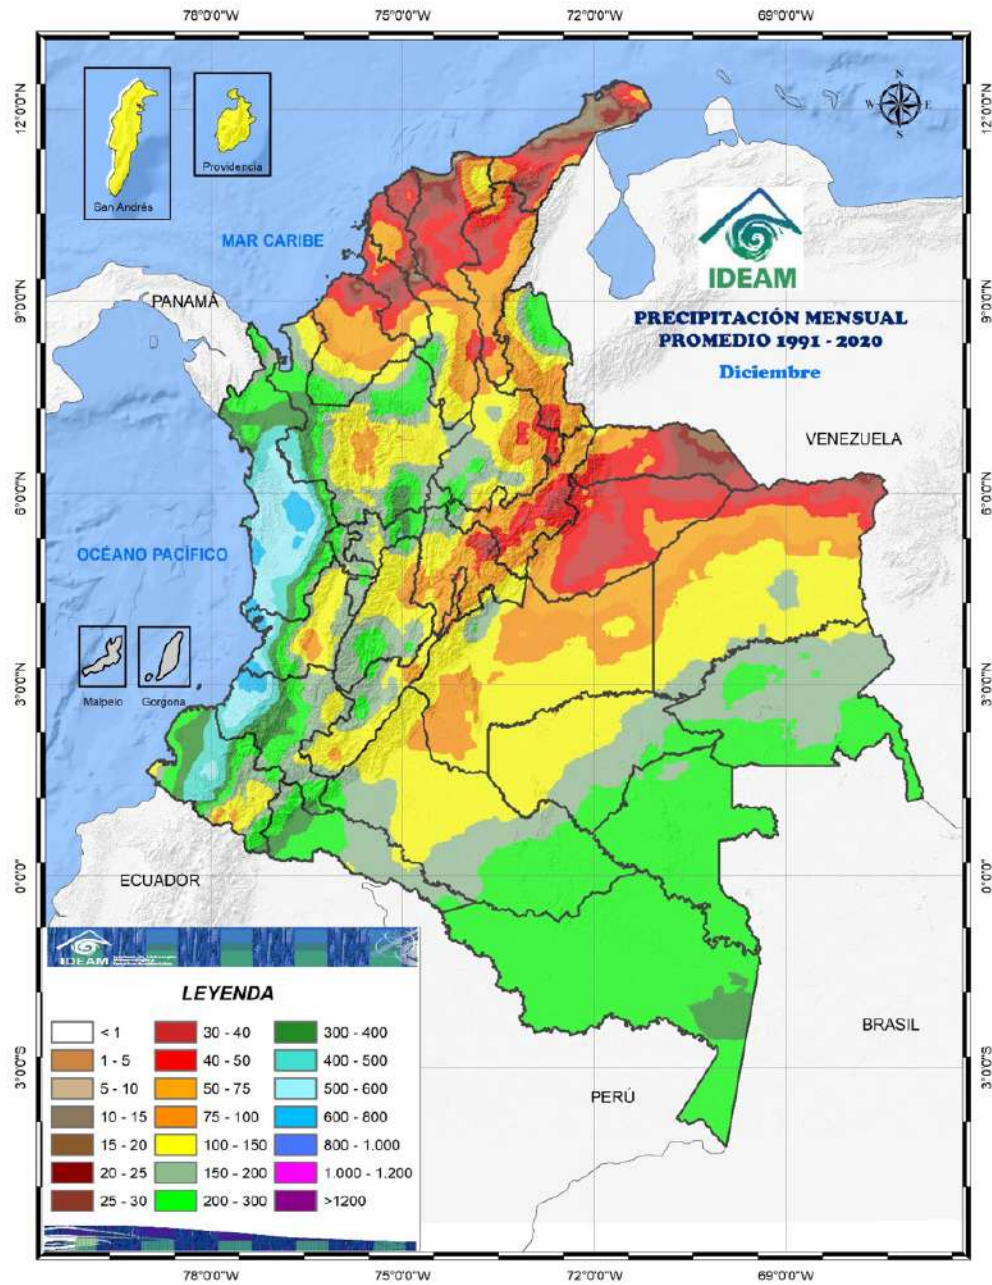 78°0'0"W
75°0'0"W
72°0'0"W
69°0'0"W
12°0'0"N
12°0'0"N
N
W
E
S
San Andrés
Providencia
MAR CARIBE
IDEAM
PANAMÁ
9°0'0"N
9°0'0"N
PRECIPITACIÓN MENSUAL
PROMEDIO 1991 - 2020
Diciembre
VENEZUELA
6°0'0"N
6°0'0"N
OCÉANO PACÍFICO
Malpelo
Gorgona
3°0'0"N
3°0'0"N
ECUADOR
0°0'0"
0°0'0"
IDEAM
LEYENDA
< 1
30 - 40
300 - 400
1 - 5
40 - 50
400 - 500
5 - 10
50 - 75
500 - 600
10 - 15
75 - 100
600 - 800
15 - 20
100 - 150
800 - 1.000
20 - 25
150 - 200
1.000 - 1.200
25 - 30
200 - 300
>1200
BRASIL
PERÚ
3°0'0"S
3°0'0"S
78°0'0"W
75°0'0"W
72°0'0"W
69°0'0"W